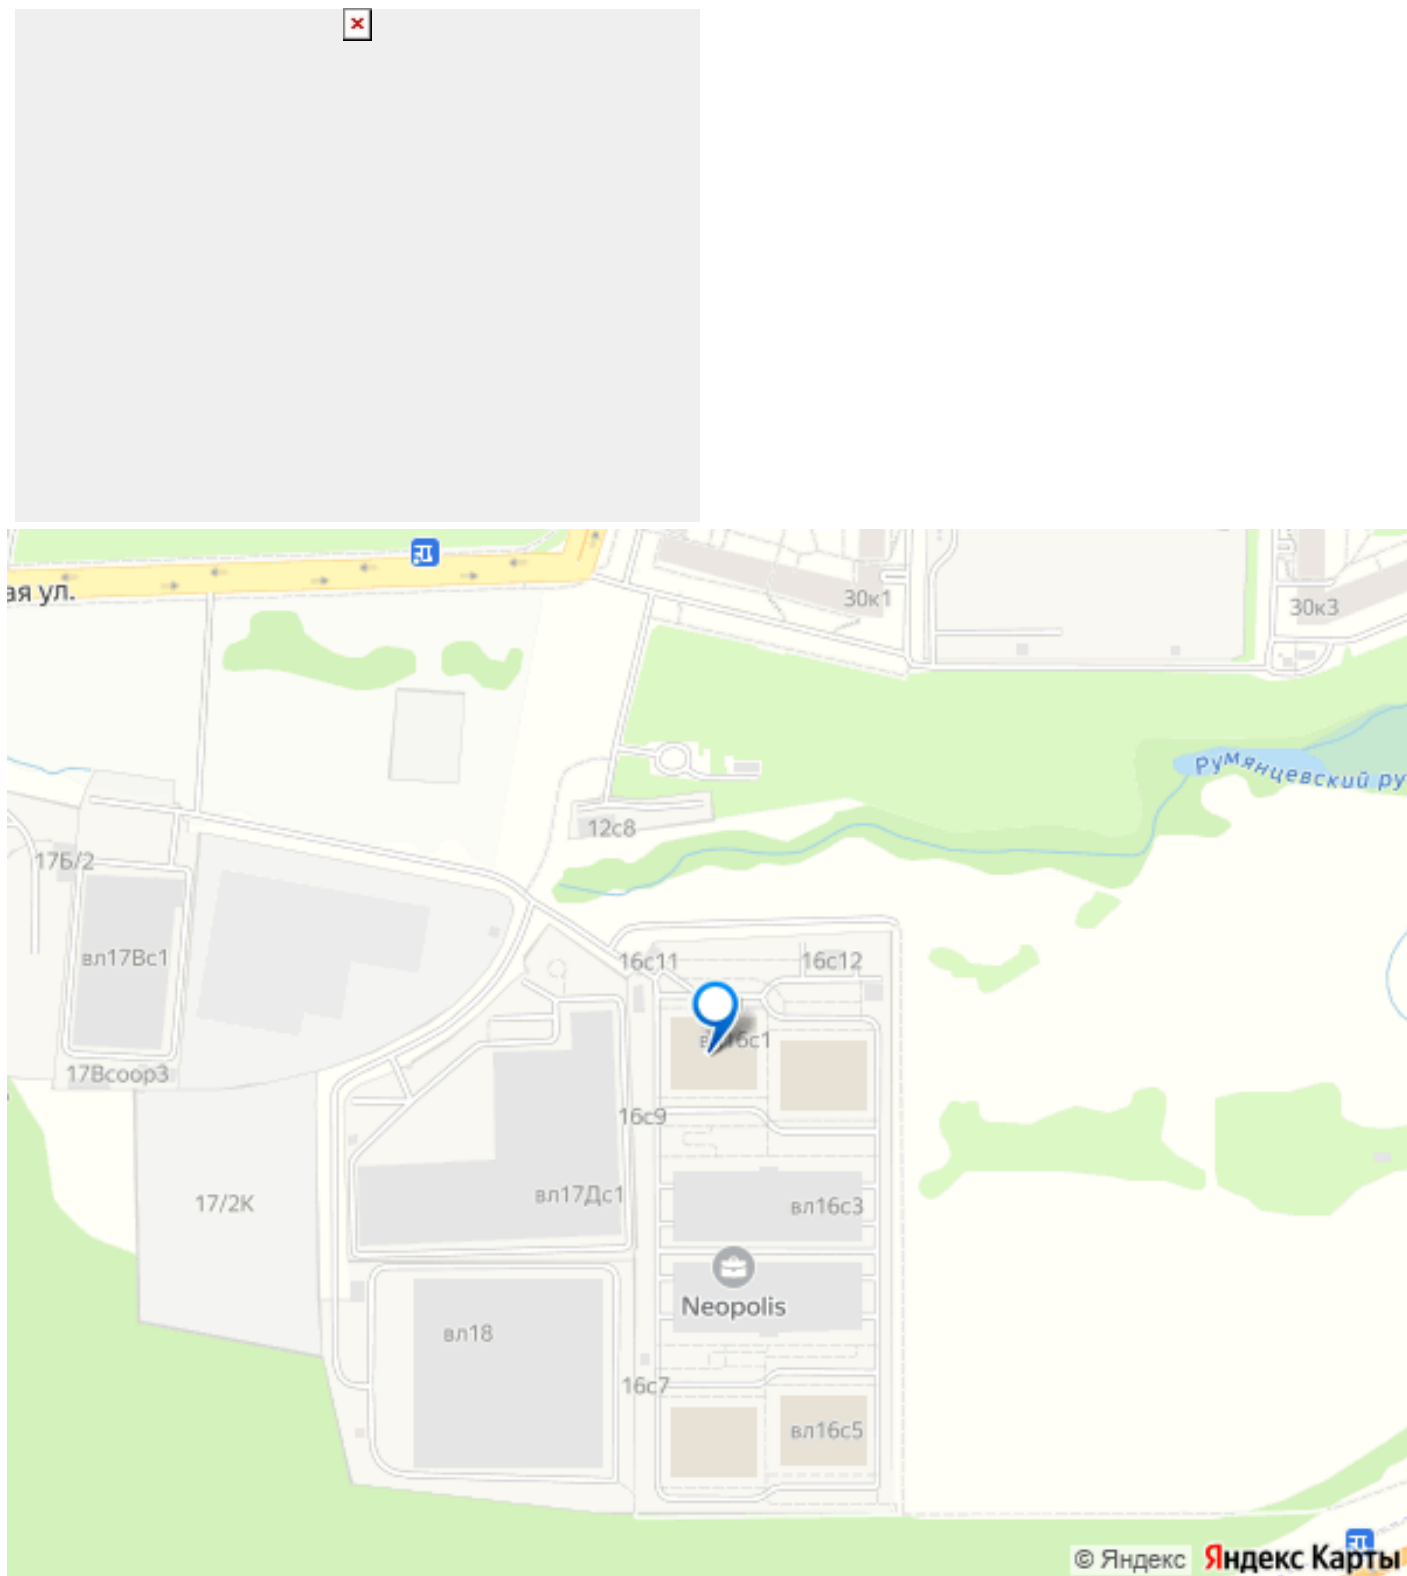 ая ул.
30к1
30к3
Румянцевский ру
12с8
17Б/2
вл17Вс1
16с11
16с12
вл16с1
17Всоор3
16с9
17/2К
вл17Дс1
вл16с3
Neopolis
вл18
16с7
вл16с5
© Яндекс Яндекс Карты